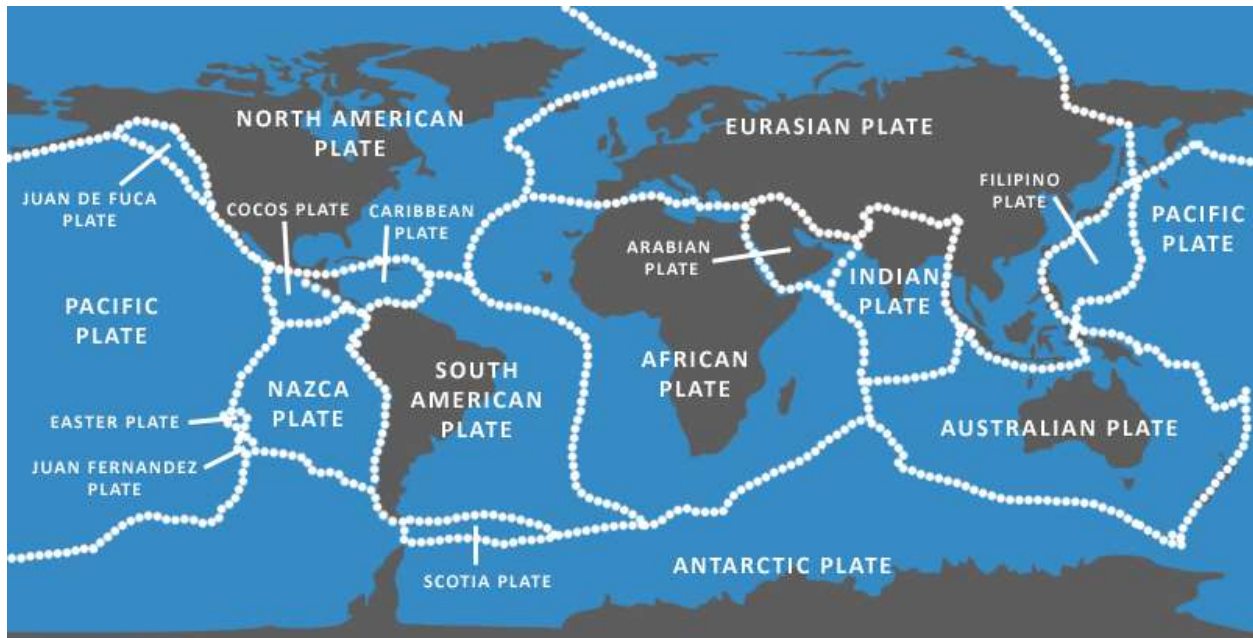 NORTH AMERICAN
PLATE
EURASIAN PLATE
JUAN DE FUCA
PLATE
COCOS PLATE
CARIBBEAN
PLATE
FILIPINO
PLATE
PACIFIC
PLATE
ARABIAN
PLATE
INDIAN
PLATE
PACIFIC
PLATE
AFRICAN
PLATE
SOUTH
AMERICAN
PLATE
NAZCA
PLATE
EASTER PLATE
AUSTRALIAN PLATE
JUAN FERNANDEZ
PLATE
SCOTIA PLATE
ANTARCTIC PLATE